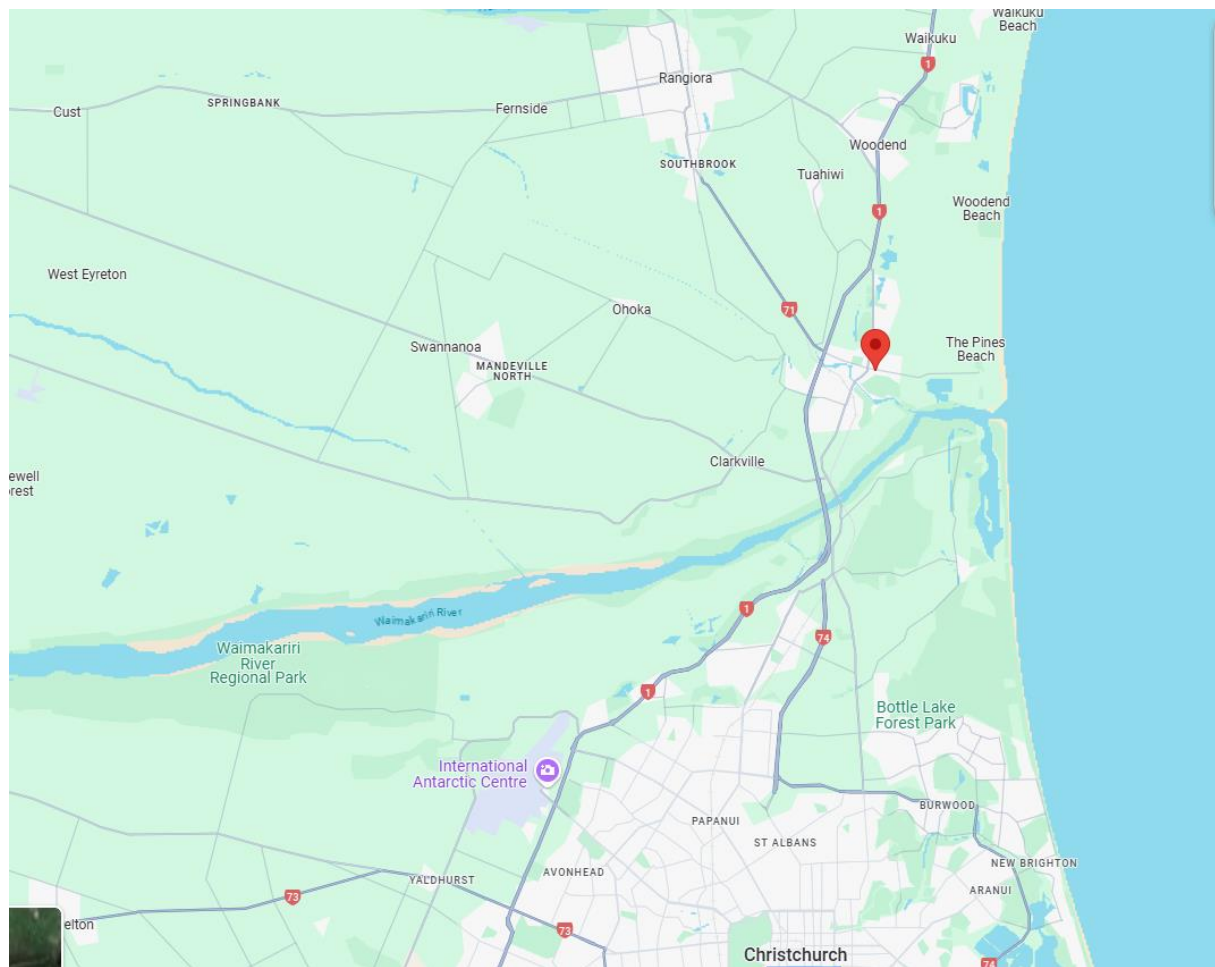 Waikuku
Beach
Waikuku
1
Rangiora
Cust
SPRINGBANK
Fernside
Woodend
SOUTHBROOK
Tuahiwi
Woodend
Beach
1
West Eyreton
Ohoka
71
Swannanoa
The Pines
Beach
MANDEVILLE
NORTH
Clarkville
ewell
rest
Waimakariri River
1
74
Waimakariri
River
Regional Park
1
Bottle Lake
Forest Park
International
Antarctic Centre
BURWOOD
PAPANUI
ST ALBANS
NEW BRIGHTON
AVONHEAD
YALDHURST
ARANUI
73
elton
73
Christchurch
74